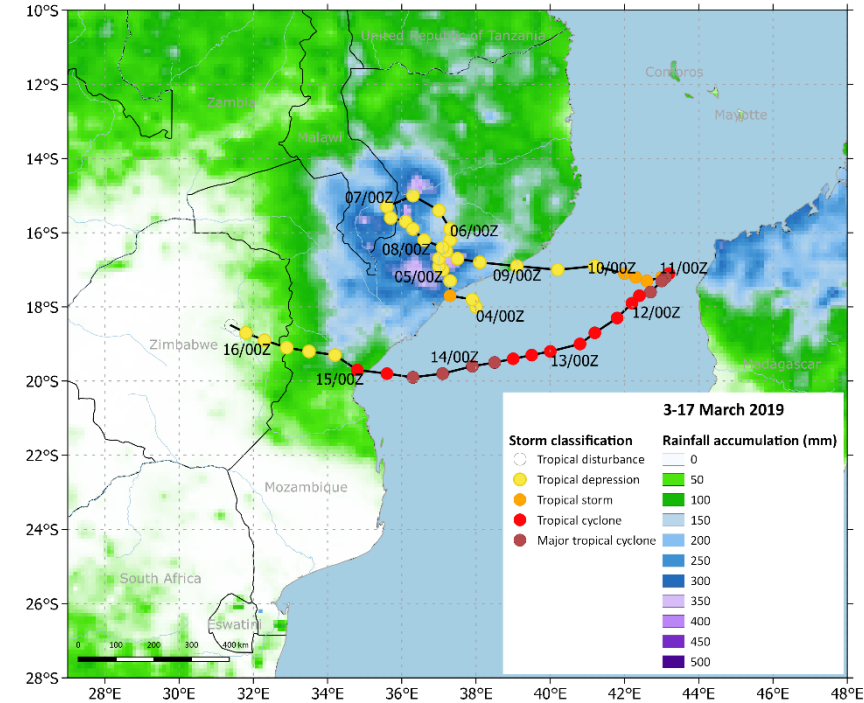 10°S
12°S
14°S
16°S
18°S
20°S
22°S
24°S
26°S
28°S
28°E
30°E
32°E
34°E
36°E
38°E
40°E
42°E
44°E
46°E
48°E
United Republic of Tanzania
Comoros
Zambia
Mayotte
Malawi
07/00Z
06/00Z
08/00Z
05/00Z
04/00Z
09/00Z
10/00Z
11/00Z
12/00Z
Zimbabwe
16/00Z
15/00Z
14/00Z
13/00Z
Madagascar
Mozambique
South Africa
Eswatini
0 100 200 300 400 km
3-17 March 2019
Storm classification
Tropical disturbance
Tropical depression
Tropical storm
Tropical cyclone
Major tropical cyclone
Rainfall accumulation (mm)
0
50
100
150
200
250
300
350
400
450
500